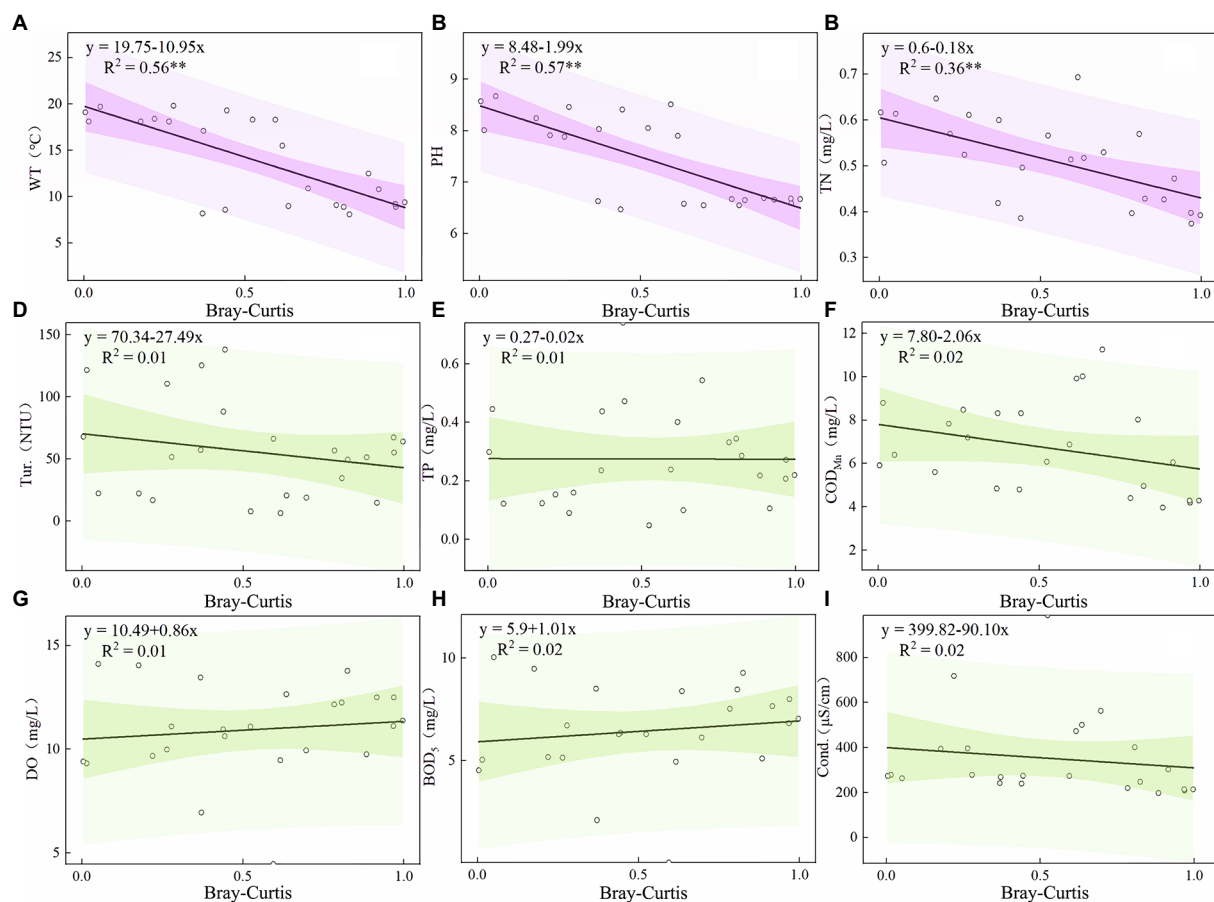 A
y = 19.75-10.95x
R² = 0.56**
25
20
15
10
5
WT（℃）
0.0 0.5 1.0
Bray-Curtis
B
y = 8.48-1.99x
R² = 0.57**
9
8
7
6
PH
0.0 0.5 1.0
Bray-Curtis
B
y = 0.6-0.18x
R² = 0.36**
0.7
0.6
0.5
0.4
0.3
TN（mg/L）
0.0 0.5 1.0
Bray-Curtis
D
y = 70.34-27.49x
R² = 0.01
150
100
50
0
Tur.（NTU）
0.0 0.5 1.0
Bray-Curtis
E
y = 0.27-0.02x
R² = 0.01
0.6
0.4
0.2
0.0
TP（mg/L）
0.0 0.5 1.0
Bray-Curtis
F
y = 7.80-2.06x
R² = 0.02
12
10
8
6
4
2
COD_Mn（mg/L）
0.0 0.5 1.0
Bray-Curtis
G
y = 10.49+0.86x
R² = 0.01
15
10
5
DO（mg/L）
0.0 0.5 1.0
Bray-Curtis
H
y = 5.9+1.01x
R² = 0.02
10
5
0
BOD₅（mg/L）
0.0 0.5 1.0
Bray-Curtis
I
y = 399.82-90.10x
R² = 0.02
800
600
400
200
0
Cond.（μS/cm）
0.0 0.5 1.0
Bray-Curtis